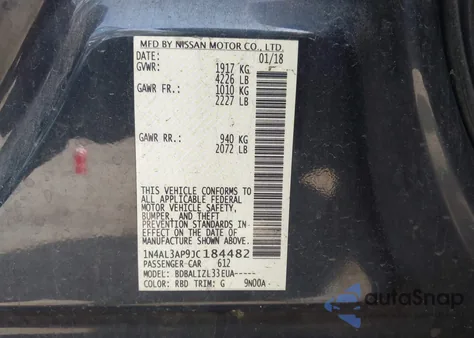 MFD BY NISSAN MOTOR CO., LTD.
DATE: 01/18
GVWR: 1917 KG
4226 LB
GAWR FR.: 1010 KG
2227 LB
GAWR RR.: 940 KG
2072 LB
THIS VEHICLE CONFORMS TO
ALL APPLICABLE FEDERAL
MOTOR VEHICLE SAFETY,
BUMPER, AND THEFT
PREVENTION STANDARDS IN
EFFECT ON THE DATE OF
MANUFACTURE SHOWN ABOVE.
1N4AL3AP9JC184482
PASSENGER CAR 612
MODEL: BDBALIZL33EUA-----
COLOR: RBD TRIM: G 9N00A
autoSnap